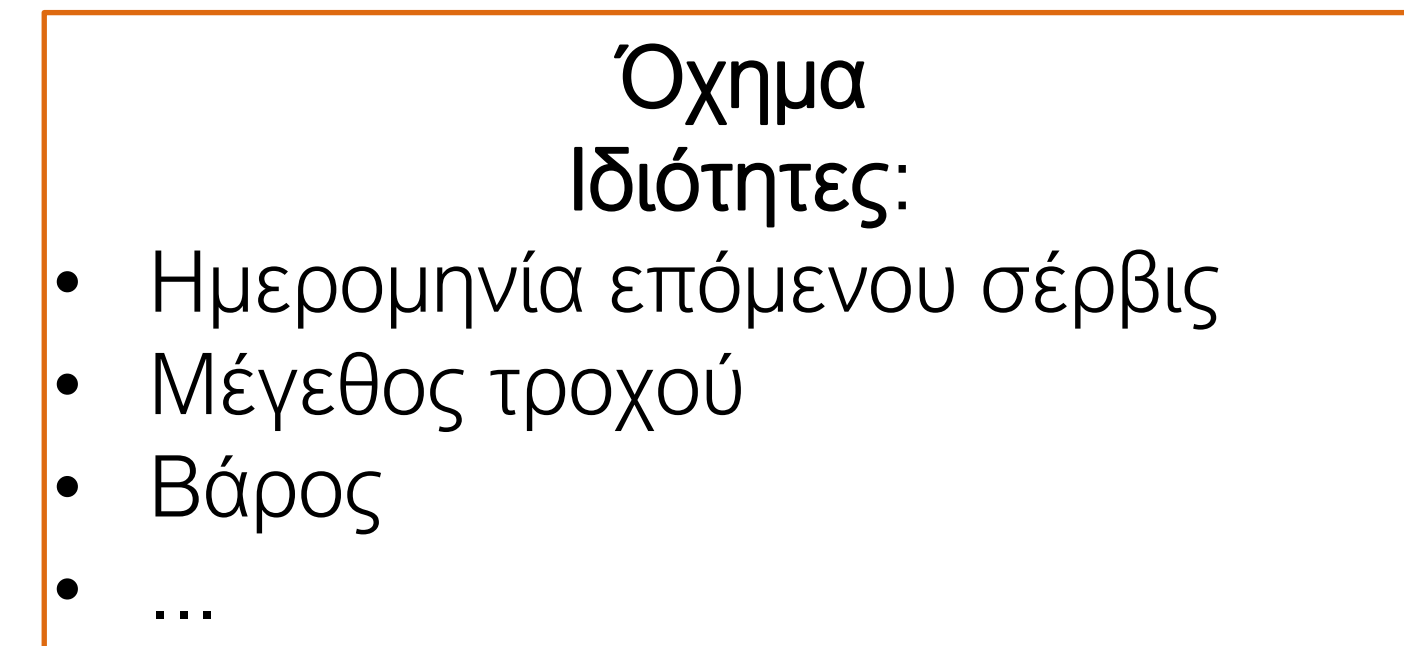 Όχημα
Ιδιότητες:
• Ημερομηνία επόμενου σέρβις
• Μέγεθος τροχού
• Βάρος
• ...